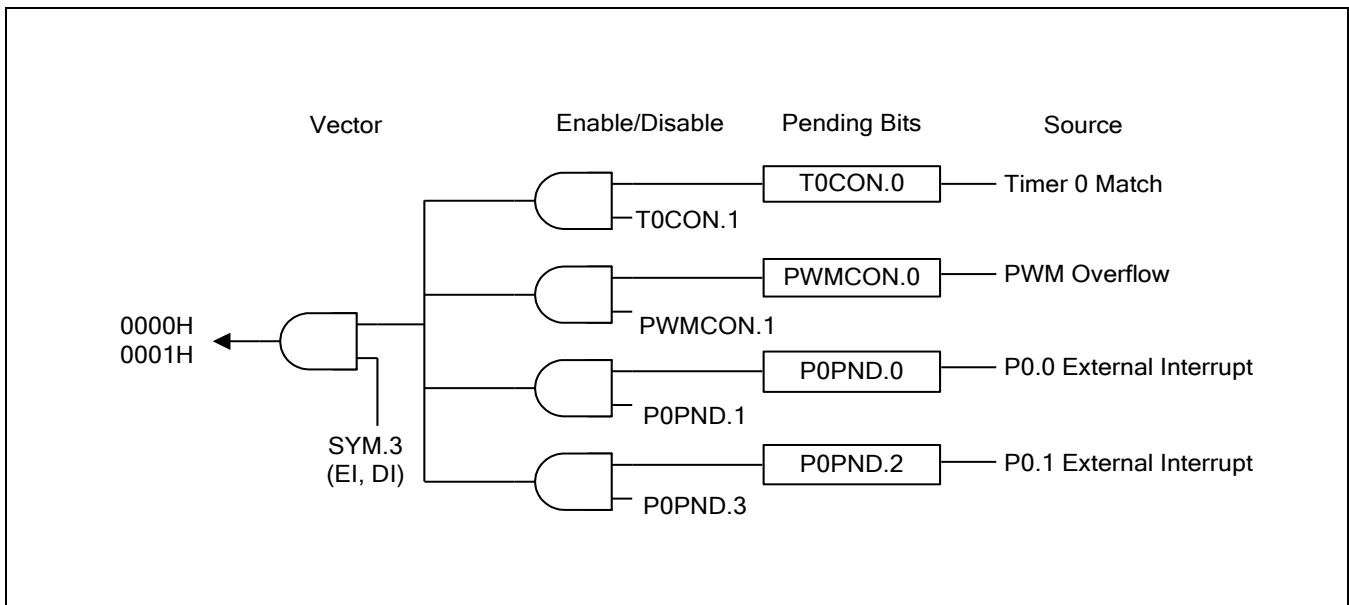 Vector Enable/Disable Pending Bits Source
T0CON.0 Timer 0 Match
T0CON.1
PWMCON.0 PWM Overflow
PWMCON.1
0000H
0001H
P0PND.0 P0.0 External Interrupt
P0PND.1
SYM.3
(EI, DI)
P0PND.2 P0.1 External Interrupt
P0PND.3